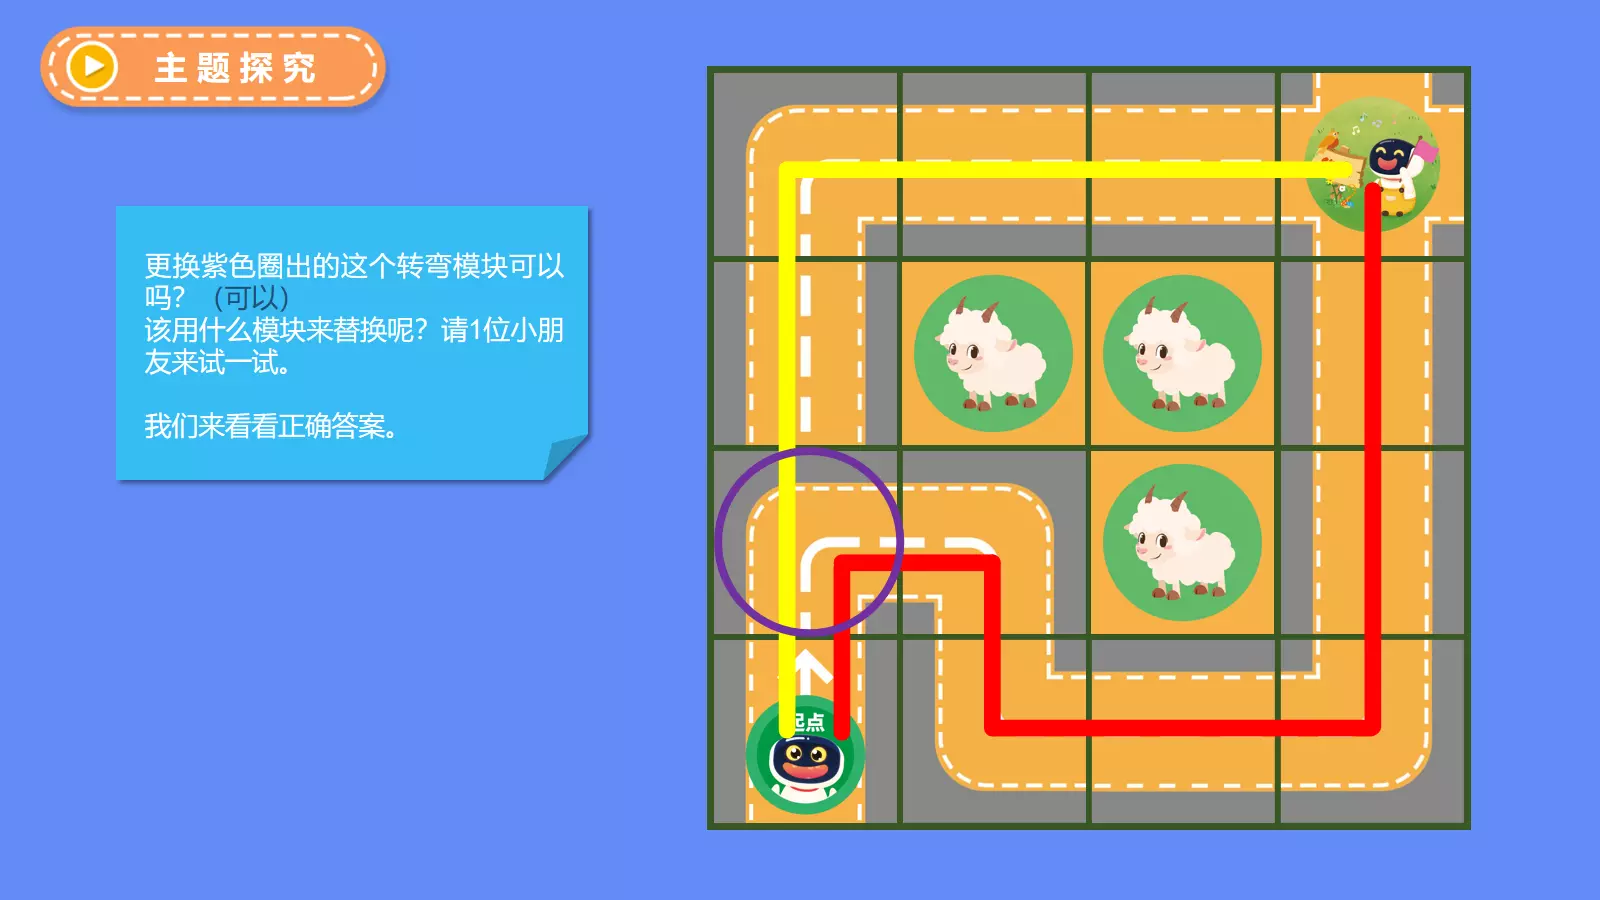 主题探究
更换紫色圈出的这个转弯模块可以
吗？（可以）
该用什么模块来替换呢？请1位小朋
友来试一试。
我们来看看正确答案。
起点